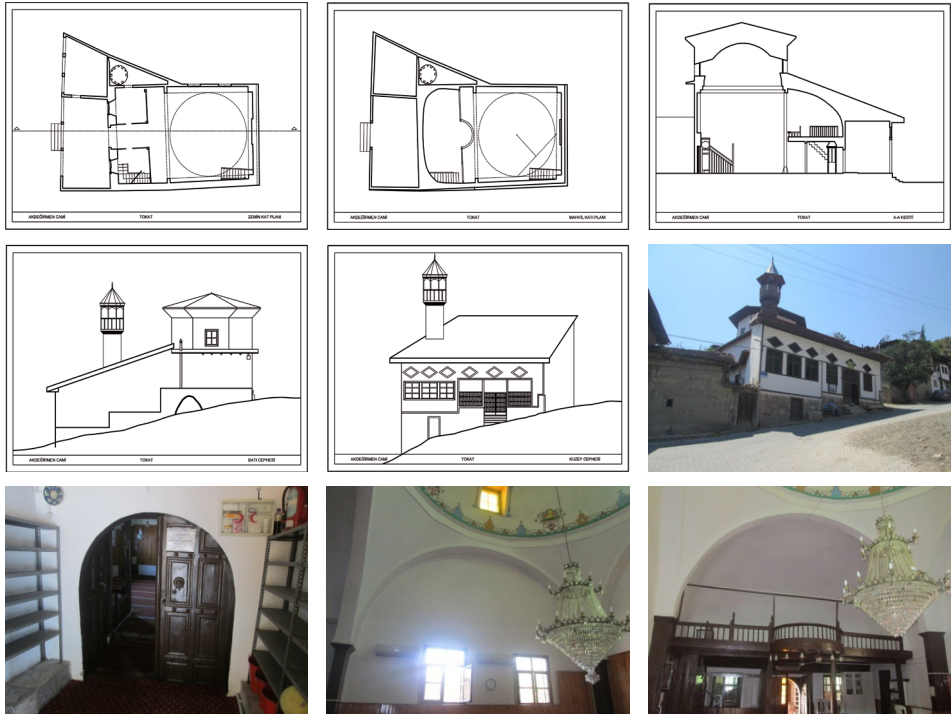 AKDEĞİRMEN CAMİ TOKAT ZEMİN KAT PLANI
AKDEĞİRMEN CAMİ TOKAT MAHVİL KATI PLANI
AKDEĞİRMEN CAMİ TOKAT A-A KESİTİ
AKDEĞİRMEN CAMİ TOKAT BATI CEPHESİ
AKDEĞİRMEN CAMİ TOKAT KUZEY CEPHESİ